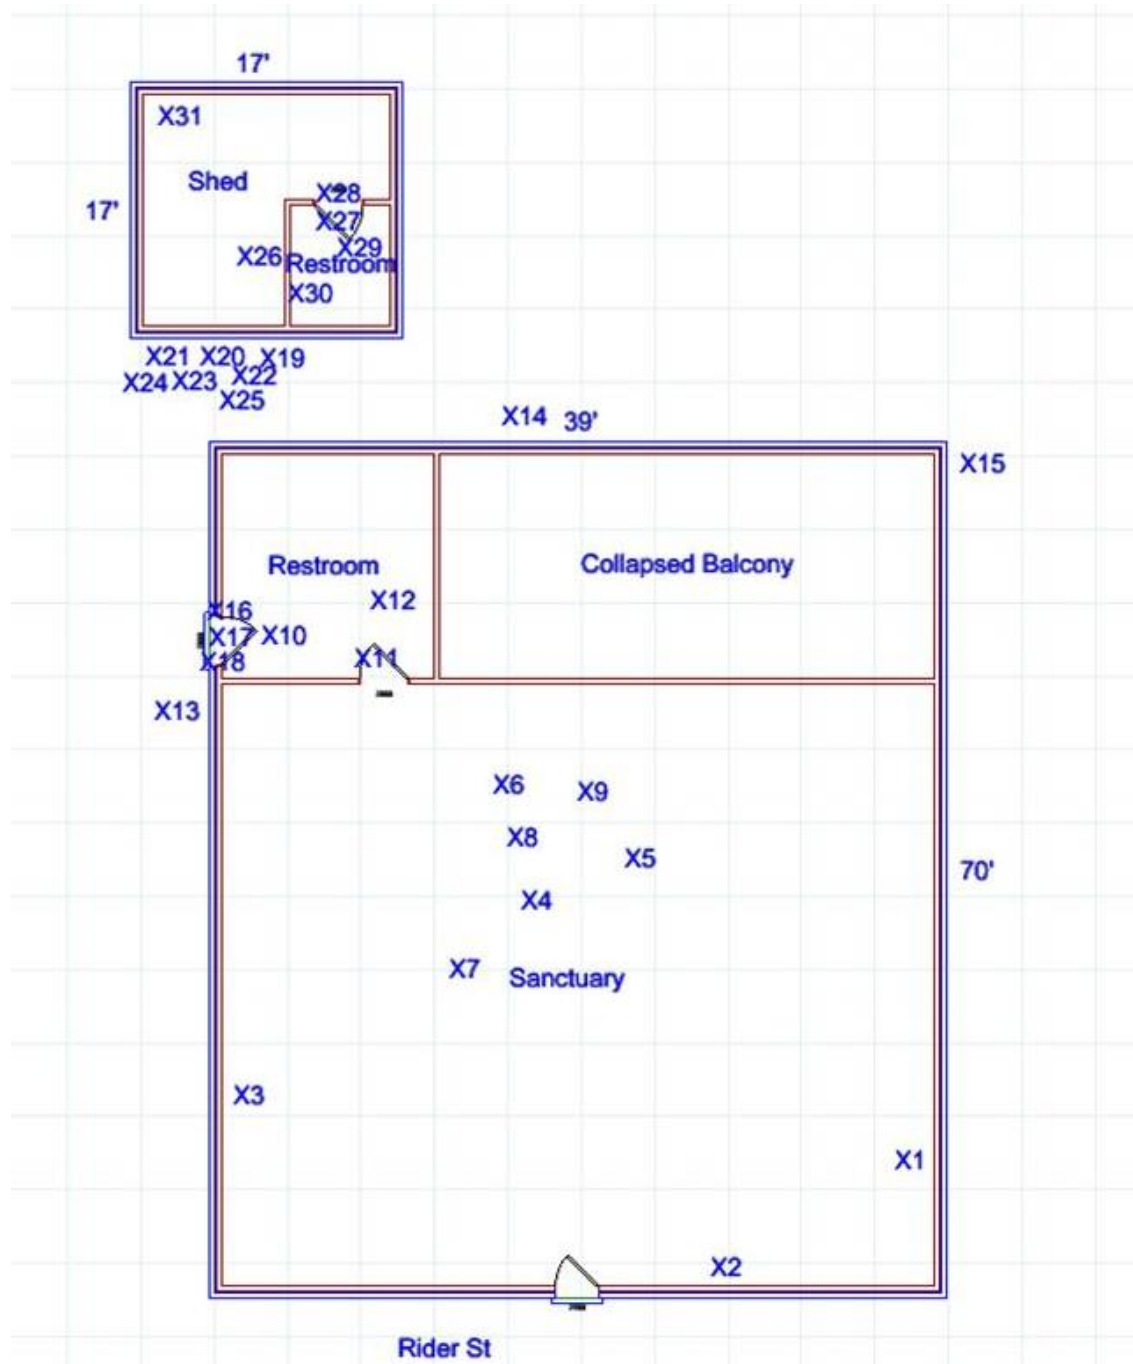 17'
X31
Shed
X28
17'
X27
X29
X26
Restroom
X30
X21 X20 X19
X24 X23 X22
X25
X14 39'
X15
Restroom
Collapsed Balcony
X12
X16
X17 X10
X11
X18
X13
X6 X9
X8
X5
70'
X4
X7
Sanctuary
X3
X1
X2
Rider St